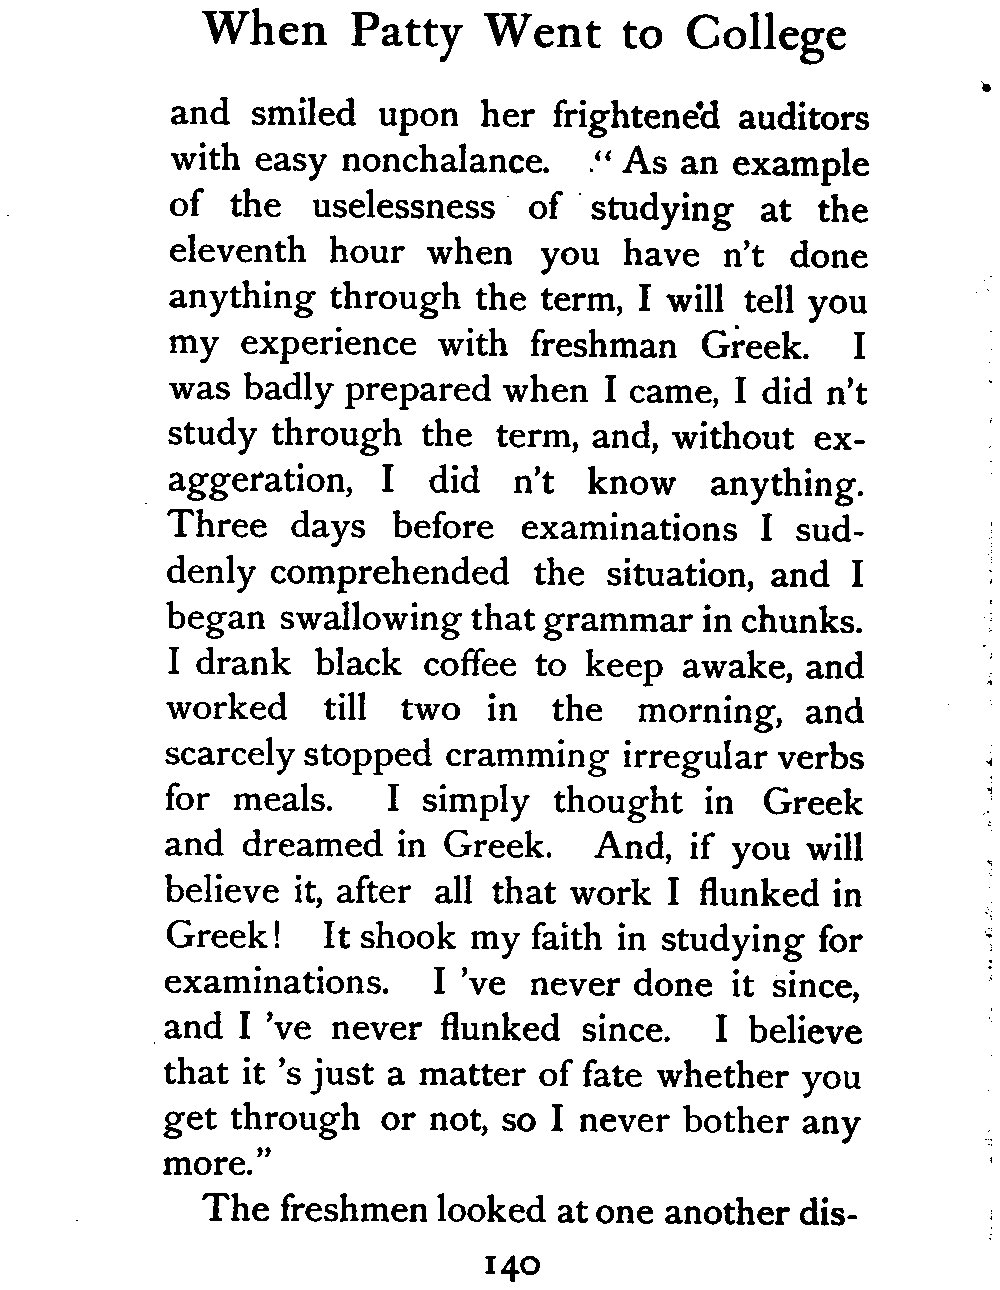 When Patty Went to College
and smiled upon her frightened auditors
with easy nonchalance. "As an example
of the uselessness of studying at the
eleventh hour when you have n't done
anything through the term, I will tell you
my experience with freshman Greek. I
was badly prepared when I came, I did n't
study through the term, and, without ex-
aggeration, I did n't know anything.
Three days before examinations I sud-
denly comprehended the situation, and I
began swallowing that grammar in chunks.
I drank black coffee to keep awake, and
worked till two in the morning, and
scarcely stopped cramming irregular verbs
for meals. I simply thought in Greek
and dreamed in Greek. And, if you will
believe it, after all that work I flunked in
Greek! It shook my faith in studying for
examinations. I 've never done it since,
and I 've never flunked since. I believe
that it 's just a matter of fate whether you
get through or not, so I never bother any
more."
The freshmen looked at one another dis-
140